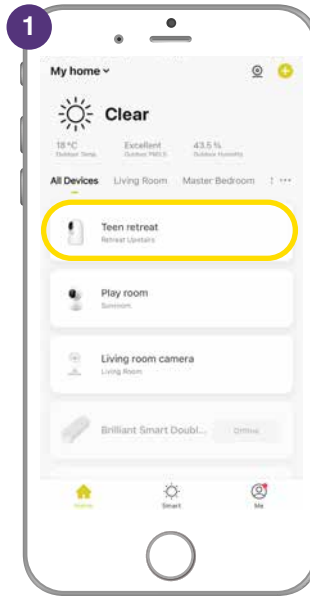 1
My home
Clear
18 °C Excellent 43.5 %
Outdoor Temp Outdoor PM2.5 Outdoor Humidity
All Devices Living Room Master Bedroom
Teen retreat
Retreat Upstairs
Play room
Sunroom
Living room camera
Living Room
Brilliant Smart Doubl... Offline
Home Smart Me